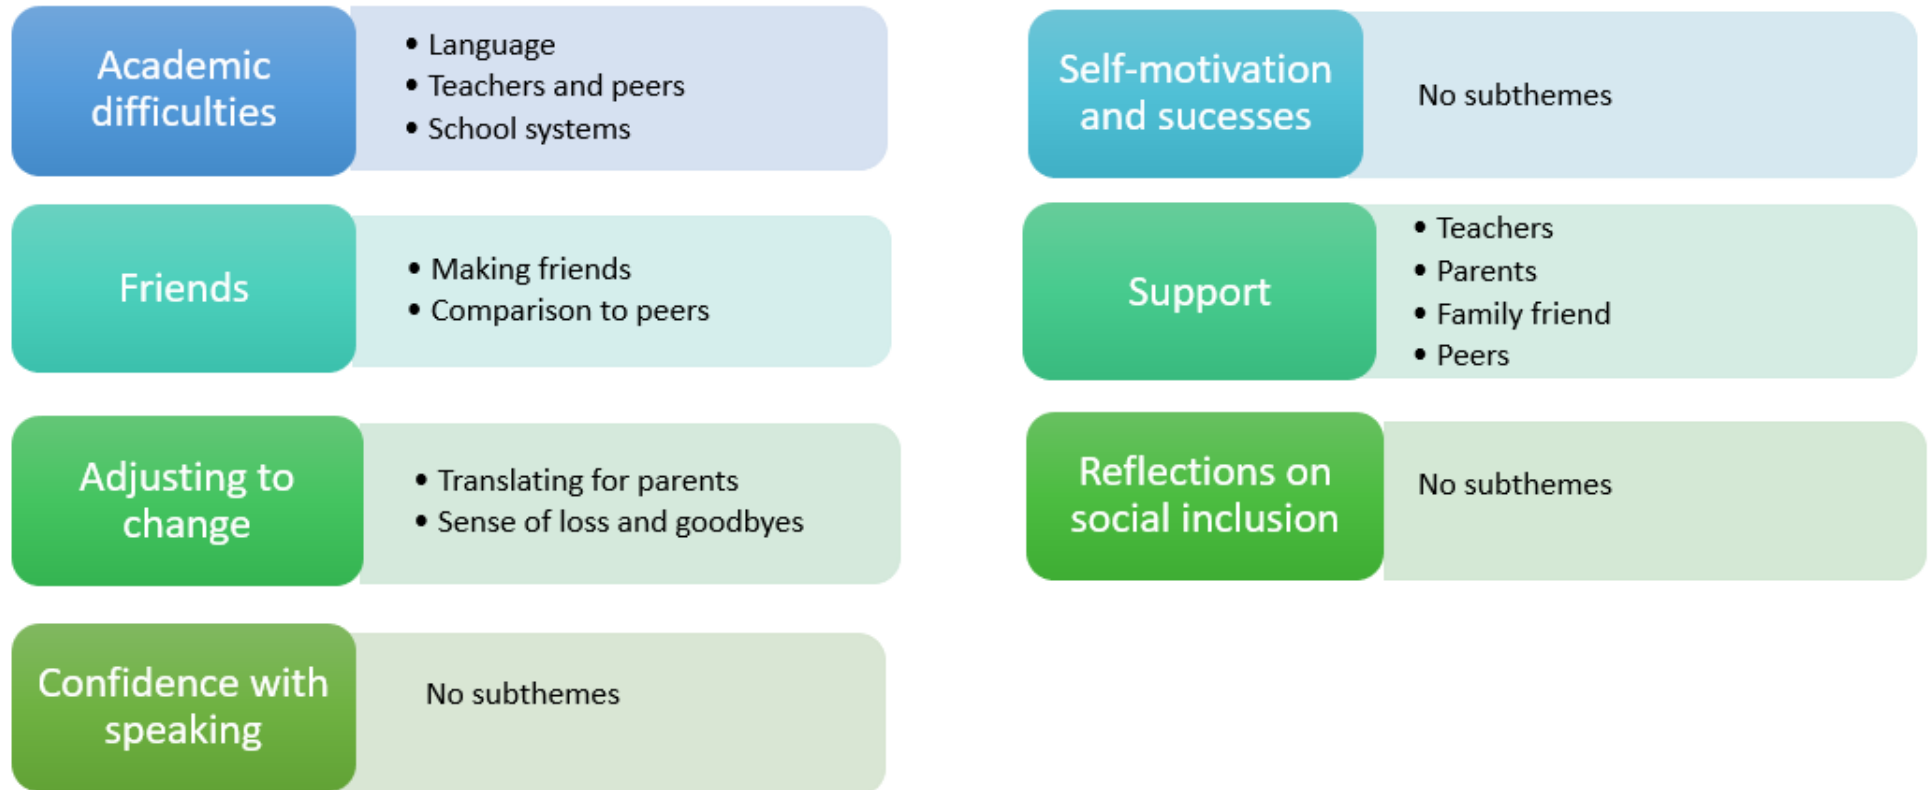 Academic
difficulties
• Language
• Teachers and peers
• School systems
Friends
• Making friends
• Comparison to peers
Adjusting to
change
• Translating for parents
• Sense of loss and goodbyes
Confidence with
speaking
No subthemes
Self-motivation
and sucesses
No subthemes
Support
• Teachers
• Parents
• Family friend
• Peers
Reflections on
social inclusion
No subthemes